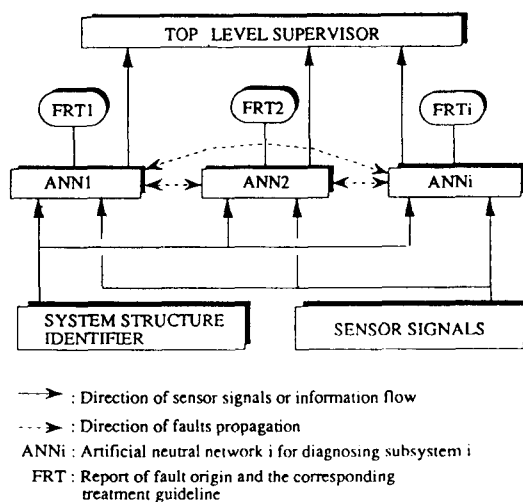 TOP LEVEL SUPERVISOR
FRT1
FRT2
FRTi
ANN1
ANN2
ANNi
SYSTEM STRUCTURE
IDENTIFIER
SENSOR SIGNALS
: Direction of sensor signals or information flow
: Direction of faults propagation
ANNi : Artificial neutral network i for diagnosing subsystem i
FRT : Report of fault origin and the corresponding
treatment guideline